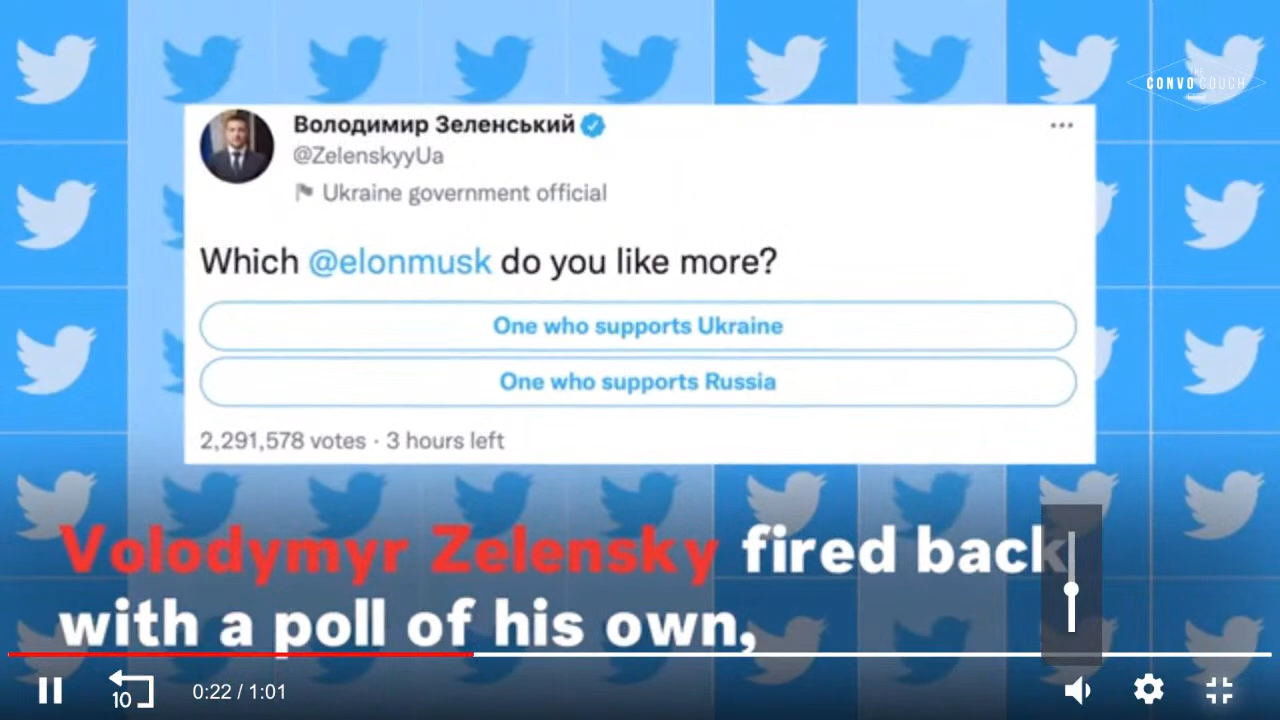 THE
CONVO COUCH
Володимир Зеленський
@ZelenskyyUa
Ukraine government official
Which @elonmusk do you like more?
One who supports Ukraine
One who supports Russia
2,291,578 votes · 3 hours left
Volodymyr Zelensky fired back
with a poll of his own,
10
0:22 / 1:01